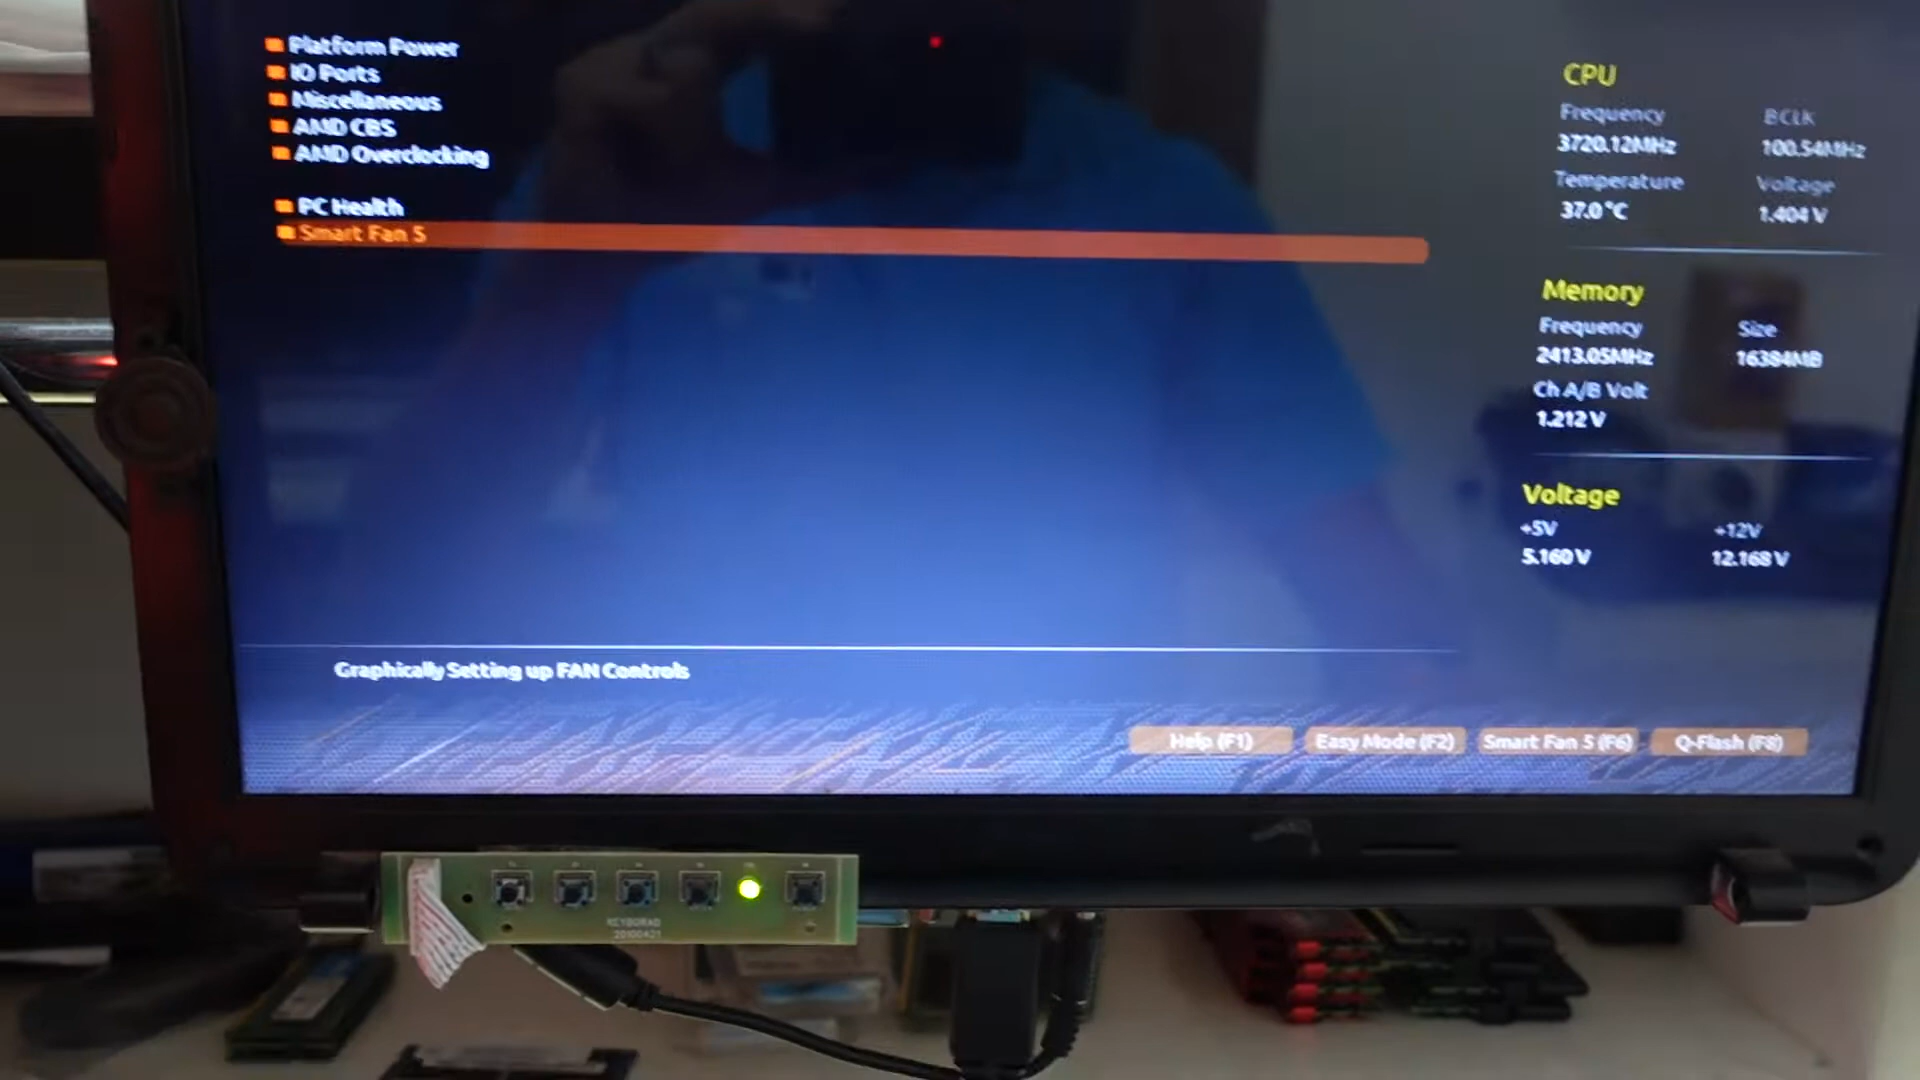 Platform Power
IO Ports
Miscellaneous
AMD CBS
AMD Overclocking
PC Health
Smart Fan 5
CPU
Frequency BCLK
3720.12MHz 100.54MHz
Temperature Voltage
37.0 °C 1.404 V
Memory
Frequency Size
2413.05MHz 16384MB
Ch A/B Volt
1.212 V
Voltage
+5V +12V
5.160 V 12.168 V
Graphically Setting up FAN Controls
Help (F1) Easy Mode (F2) Smart Fan 5 (F6) Q-Flash (F8)
KEYBORAD
20100421